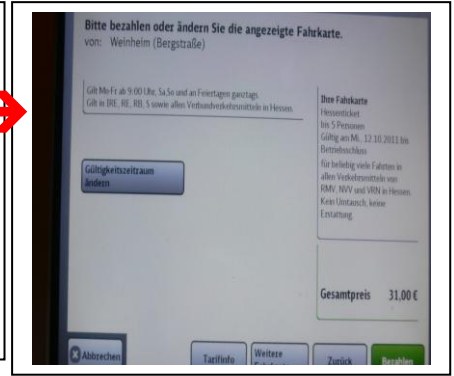 Bitte bezahlen oder ändern Sie die angezeigte Fahrkarte.
von: Weinheim (Bergstraße)
Gilt Mo-Fr ab 9:00 Uhr, Sa,So und an Feiertagen ganztags.
Gilt in IRE, RE, RB, S sowie allen Verbundverkehrsmitteln in Hessen.
Ihre Fahrkarte
Hessenticket
bis 5 Personen
Gültig am Mi., 12.10.2011 bis
Betriebsschluss
für beliebig viele Fahrten in
allen Verkehrsmitteln von
RMV, NVV und VRN in Hessen.
Kein Umtausch, keine
Erstattung.
Gültigkeitszeitraum
ändern
Gesamtpreis 31,00 €
Abbrechen
Tarifinfo
Weitere
Zurück
Bezahlen